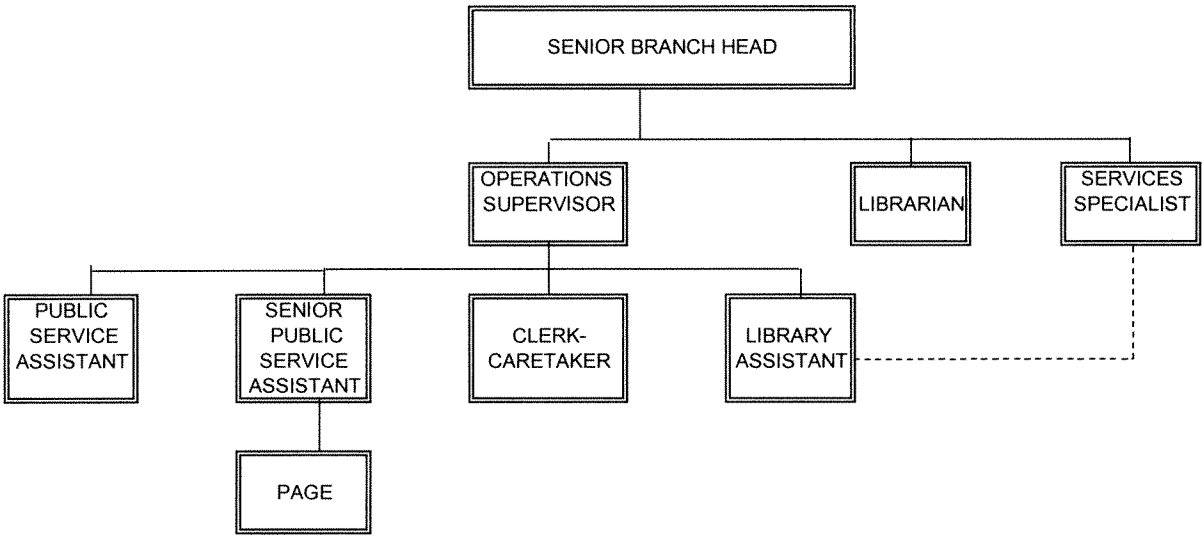 SENIOR BRANCH HEAD
OPERATIONS
SUPERVISOR
LIBRARIAN
SERVICES
SPECIALIST
PUBLIC
SERVICE
ASSISTANT
SENIOR
PUBLIC
SERVICE
ASSISTANT
CLERK-
CARETAKER
LIBRARY
ASSISTANT
PAGE